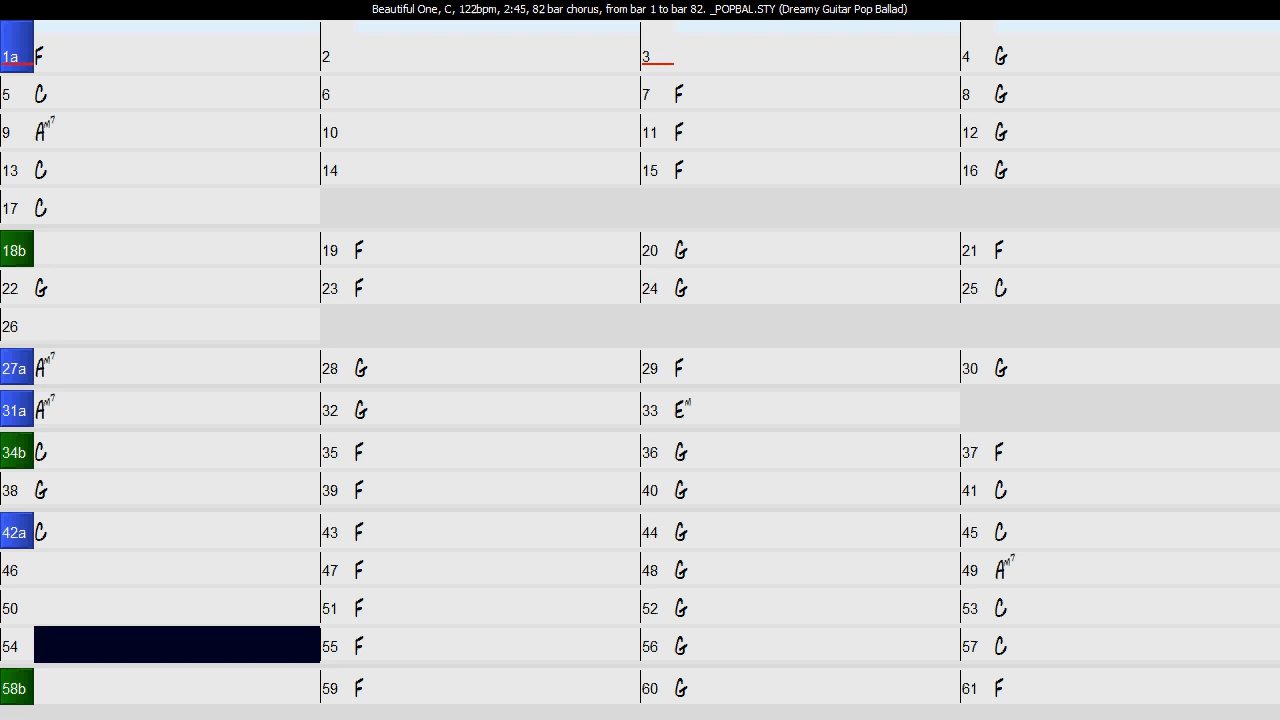 Beautiful One, C, 122bpm, 2:45, 82 bar chorus, from bar 1 to bar 82. _POPBAL.STY (Dreamy Guitar Pop Ballad)
1a F 2 3 4 G
5 C 6 7 F 8 G
9 Am7 10 11 F 12 G
13 C 14 15 F 16 G
17 C
18b 19 F 20 G 21 F
22 G 23 F 24 G 25 C
26
27a Am7 28 G 29 F 30 G
31a Am7 32 G 33 Em
34b C 35 F 36 G 37 F
38 G 39 F 40 G 41 C
42a C 43 F 44 G 45 C
46 47 F 48 G 49 Am7
50 51 F 52 G 53 C
54 55 F 56 G 57 C
58b 59 F 60 G 61 F